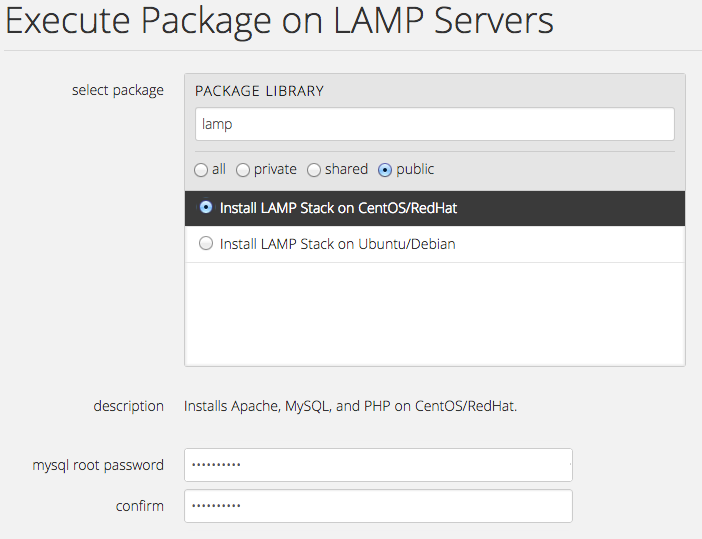 Execute Package on LAMP Servers
select package
PACKAGE LIBRARY
lamp
all private shared public
Install LAMP Stack on CentOS/RedHat
Install LAMP Stack on Ubuntu/Debian
description Installs Apache, MySQL, and PHP on CentOS/RedHat.
mysql root password ••••••••••
confirm ••••••••••